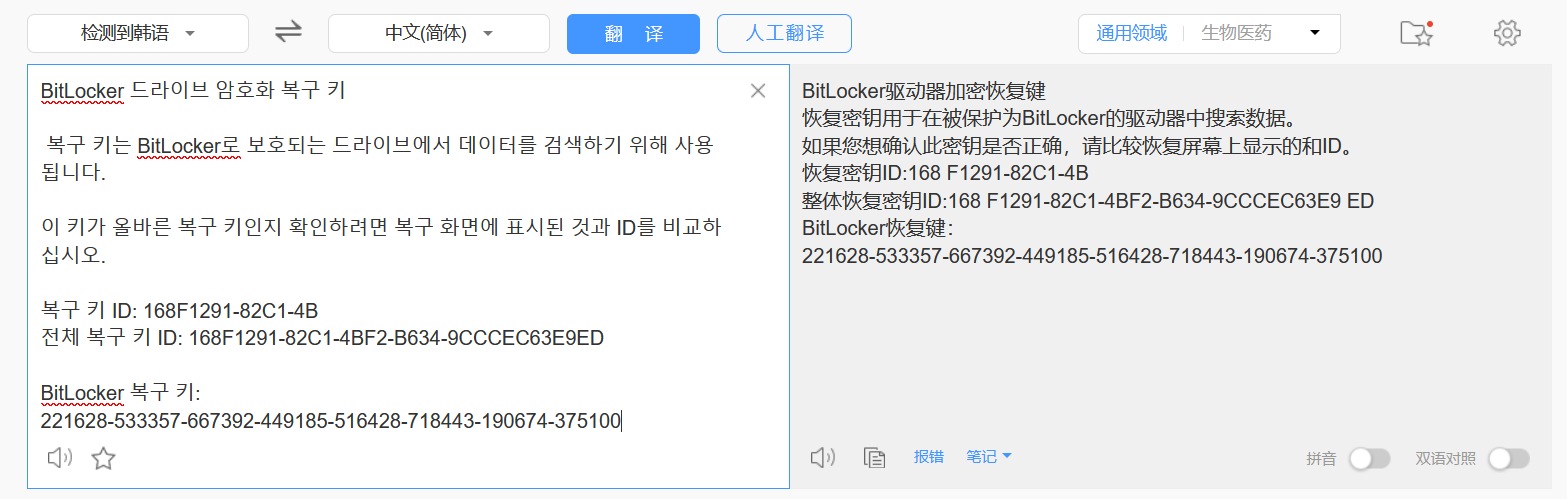 检测到韩语
中文(简体)
翻 译
人工翻译
通用领域
生物医药
BitLocker 드라이브 암호화 복구 키
복구 키는 BitLocker로 보호되는 드라이브에서 데이터를 검색하기 위해 사용
됩니다.
이 키가 올바른 복구 키인지 확인하려면 복구 화면에 표시된 것과 ID를 비교하
십시오.
복구 키 ID: 168F1291-82C1-4B
전체 복구 키 ID: 168F1291-82C1-4BF2-B634-9CCCEC63E9ED
BitLocker 복구 키:
221628-533357-667392-449185-516428-718443-190674-375100
BitLocker驱动器加密恢复键
恢复密钥用于在被保护为BitLocker的驱动器中搜索数据。
如果您想确认此密钥是否正确，请比较恢复屏幕上显示的和ID。
恢复密钥ID:168 F1291-82C1-4B
整体恢复密钥ID:168 F1291-82C1-4BF2-B634-9CCCEC63E9 ED
BitLocker恢复键：
221628-533357-667392-449185-516428-718443-190674-375100
报错
笔记
拼音
双语对照